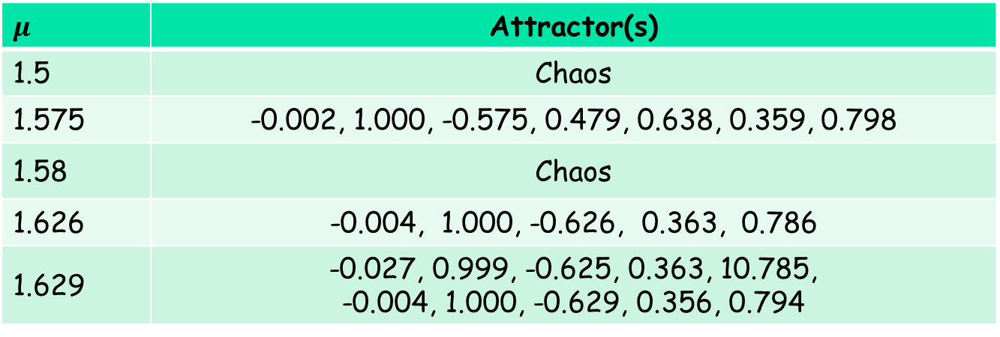 μ Attractor(s)
1.5 Chaos
1.575 -0.002, 1.000, -0.575, 0.479, 0.638, 0.359, 0.798
1.58 Chaos
1.626 -0.004, 1.000, -0.626, 0.363, 0.786
1.629 -0.027, 0.999, -0.625, 0.363, 10.785,
-0.004, 1.000, -0.629, 0.356, 0.794